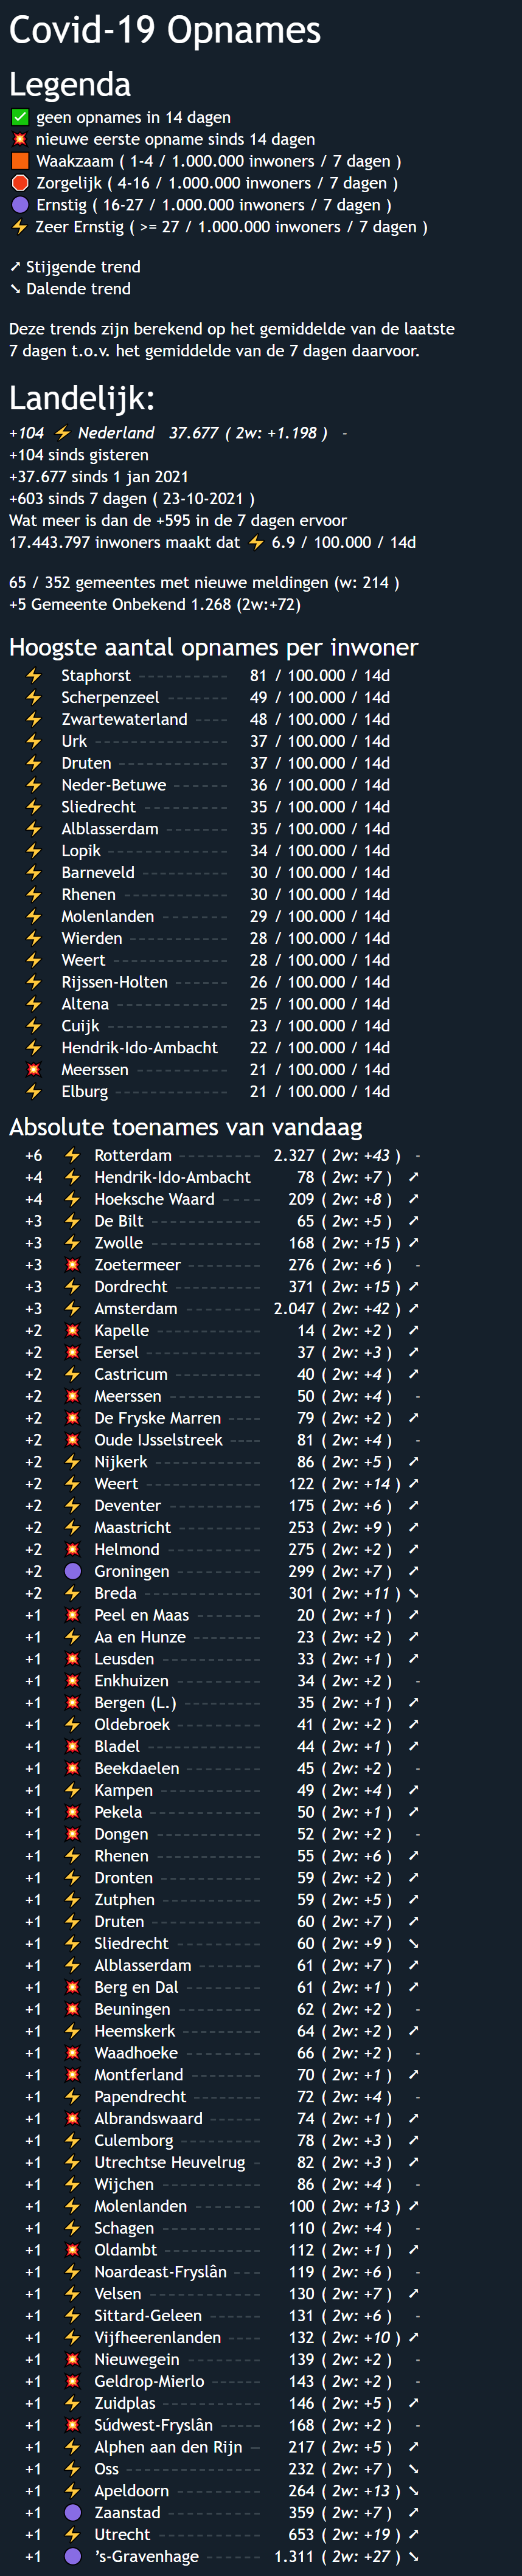 Covid-19 Opnames
Legenda
✅ geen opnames in 14 dagen
💥 nieuwe eerste opname sinds 14 dagen
🟧 Waakzaam ( 1-4 / 1.000.000 inwoners / 7 dagen )
🛑 Zorgelijk ( 4-16 / 1.000.000 inwoners / 7 dagen )
🟣 Ernstig ( 16-27 / 1.000.000 inwoners / 7 dagen )
⚡ Zeer Ernstig ( >= 27 / 1.000.000 inwoners / 7 dagen )
⤤ Stijgende trend
⤥ Dalende trend
Deze trends zijn berekend op het gemiddelde van de laatste
7 dagen t.o.v. het gemiddelde van de 7 dagen daarvoor.
Landelijk:
+104 ⚡ Nederland 37.677 ( 2w: +1.198 ) -
+104 sinds gisteren
+37.677 sinds 1 jan 2021
+603 sinds 7 dagen ( 23-10-2021 )
Wat meer is dan de +595 in de 7 dagen ervoor
17.443.797 inwoners maakt dat ⚡ 6.9 / 100.000 / 14d
65 / 352 gemeentes met nieuwe meldingen (w: 214 )
+5 Gemeente Onbekend 1.268 (2w:+72)
Hoogste aantal opnames per inwoner
⚡ Staphorst 81 / 100.000 / 14d
⚡ Scherpenzeel 49 / 100.000 / 14d
⚡ Zwartewaterland 48 / 100.000 / 14d
⚡ Urk 37 / 100.000 / 14d
⚡ Druten 37 / 100.000 / 14d
⚡ Neder-Betuwe 36 / 100.000 / 14d
⚡ Sliedrecht 35 / 100.000 / 14d
⚡ Alblasserdam 35 / 100.000 / 14d
⚡ Lopik 34 / 100.000 / 14d
⚡ Barneveld 30 / 100.000 / 14d
⚡ Rhenen 30 / 100.000 / 14d
⚡ Molenlanden 29 / 100.000 / 14d
⚡ Wierden 28 / 100.000 / 14d
⚡ Weert 28 / 100.000 / 14d
⚡ Rijssen-Holten 26 / 100.000 / 14d
⚡ Altena 25 / 100.000 / 14d
⚡ Cuijk 23 / 100.000 / 14d
⚡ Hendrik-Ido-Ambacht 22 / 100.000 / 14d
💥 Meerssen 21 / 100.000 / 14d
⚡ Elburg 21 / 100.000 / 14d
Absolute toenames van vandaag
+6 ⚡ Rotterdam 2.327 ( 2w: +43 ) -
+4 ⚡ Hendrik-Ido-Ambacht 78 ( 2w: +7 ) ⤤
+4 ⚡ Hoeksche Waard 209 ( 2w: +8 ) ⤤
+3 ⚡ De Bilt 65 ( 2w: +5 ) ⤤
+3 ⚡ Zwolle 168 ( 2w: +15 ) ⤤
+3 💥 Zoetermeer 276 ( 2w: +6 ) -
+3 ⚡ Dordrecht 371 ( 2w: +15 ) ⤤
+3 ⚡ Amsterdam 2.047 ( 2w: +42 ) ⤤
+2 💥 Kapelle 14 ( 2w: +2 ) ⤤
+2 💥 Eersel 37 ( 2w: +3 ) ⤤
+2 ⚡ Castricum 40 ( 2w: +4 ) ⤤
+2 💥 Meerssen 50 ( 2w: +4 ) -
+2 💥 De Fryske Marren 79 ( 2w: +2 ) ⤤
+2 💥 Oude IJsselstreek 81 ( 2w: +4 ) -
+2 ⚡ Nijkerk 86 ( 2w: +5 ) ⤤
+2 ⚡ Weert 122 ( 2w: +14 ) ⤤
+2 ⚡ Deventer 175 ( 2w: +6 ) ⤤
+2 ⚡ Maastricht 253 ( 2w: +9 ) ⤤
+2 💥 Helmond 275 ( 2w: +2 ) ⤤
+2 🟣 Groningen 299 ( 2w: +7 ) ⤤
+2 ⚡ Breda 301 ( 2w: +11 ) ⤥
+1 💥 Peel en Maas 20 ( 2w: +1 ) ⤤
+1 ⚡ Aa en Hunze 23 ( 2w: +2 ) ⤤
+1 💥 Leusden 33 ( 2w: +1 ) ⤤
+1 💥 Enkhuizen 34 ( 2w: +2 ) -
+1 💥 Bergen (L.) 35 ( 2w: +1 ) ⤤
+1 ⚡ Oldebroek 41 ( 2w: +2 ) ⤤
+1 💥 Bladel 44 ( 2w: +1 ) ⤤
+1 💥 Beekdaelen 45 ( 2w: +2 ) -
+1 ⚡ Kampen 49 ( 2w: +4 ) ⤤
+1 💥 Pekela 50 ( 2w: +1 ) ⤤
+1 💥 Dongen 52 ( 2w: +2 ) -
+1 ⚡ Rhenen 55 ( 2w: +6 ) ⤤
+1 ⚡ Dronten 59 ( 2w: +2 ) ⤤
+1 ⚡ Zutphen 59 ( 2w: +5 ) ⤤
+1 ⚡ Druten 60 ( 2w: +7 ) ⤤
+1 ⚡ Sliedrecht 60 ( 2w: +9 ) ⤥
+1 ⚡ Alblasserdam 61 ( 2w: +7 ) ⤤
+1 💥 Berg en Dal 61 ( 2w: +1 ) ⤤
+1 💥 Beuningen 62 ( 2w: +2 ) -
+1 ⚡ Heemskerk 64 ( 2w: +2 ) ⤤
+1 💥 Waadhoeke 66 ( 2w: +2 ) -
+1 💥 Montferland 70 ( 2w: +1 ) ⤤
+1 ⚡ Papendrecht 72 ( 2w: +4 ) -
+1 💥 Albrandswaard 74 ( 2w: +1 ) ⤤
+1 ⚡ Culemborg 78 ( 2w: +3 ) ⤤
+1 ⚡ Utrechtse Heuvelrug 82 ( 2w: +3 ) ⤤
+1 ⚡ Wijchen 86 ( 2w: +4 ) -
+1 ⚡ Molenlanden 100 ( 2w: +13 ) ⤤
+1 ⚡ Schagen 110 ( 2w: +4 ) -
+1 💥 Oldambt 112 ( 2w: +1 ) ⤤
+1 ⚡ Noardeast-Fryslân 119 ( 2w: +6 ) -
+1 ⚡ Velsen 130 ( 2w: +7 ) ⤤
+1 ⚡ Sittard-Geleen 131 ( 2w: +6 ) -
+1 ⚡ Vijfheerenlanden 132 ( 2w: +10 ) ⤤
+1 💥 Nieuwegein 139 ( 2w: +2 ) -
+1 💥 Geldrop-Mierlo 143 ( 2w: +2 ) -
+1 ⚡ Zuidplas 146 ( 2w: +5 ) ⤤
+1 💥 Súdwest-Fryslân 168 ( 2w: +2 ) -
+1 ⚡ Alphen aan den Rijn 217 ( 2w: +5 ) ⤤
+1 ⚡ Oss 232 ( 2w: +7 ) ⤥
+1 ⚡ Apeldoorn 264 ( 2w: +13 ) ⤥
+1 🟣 Zaanstad 359 ( 2w: +7 ) ⤤
+1 ⚡ Utrecht 653 ( 2w: +19 ) ⤤
+1 🟣 's-Gravenhage 1.311 ( 2w: +27 ) ⤥